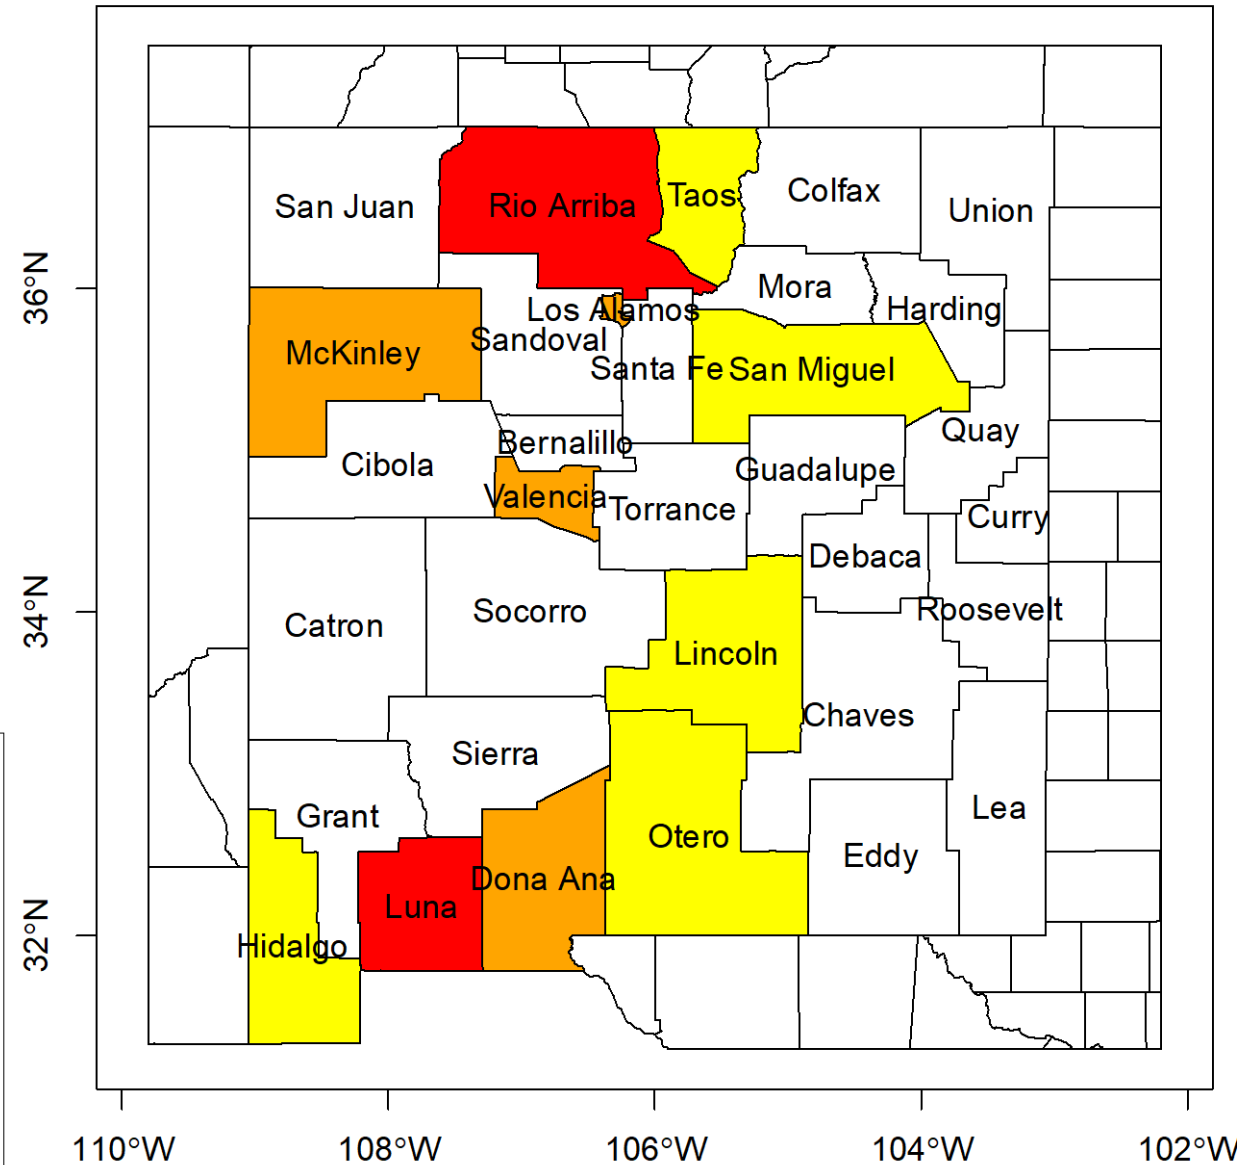 San Juan
Rio Arriba
Taos
Colfax
Union
36°N
Mora
Los Alamos
Harding
Sandoval
McKinley
Santa Fe
San Miguel
Quay
Bernalillo
Cibola
Guadalupe
Valencia
Torrance
Curry
Debaca
34°N
Catron
Socorro
Roosevelt
Lincoln
Chaves
Sierra
Grant
Lea
Otero
Eddy
Dona Ana
Luna
32°N
Hidalgo
110°W
108°W
106°W
104°W
102°W